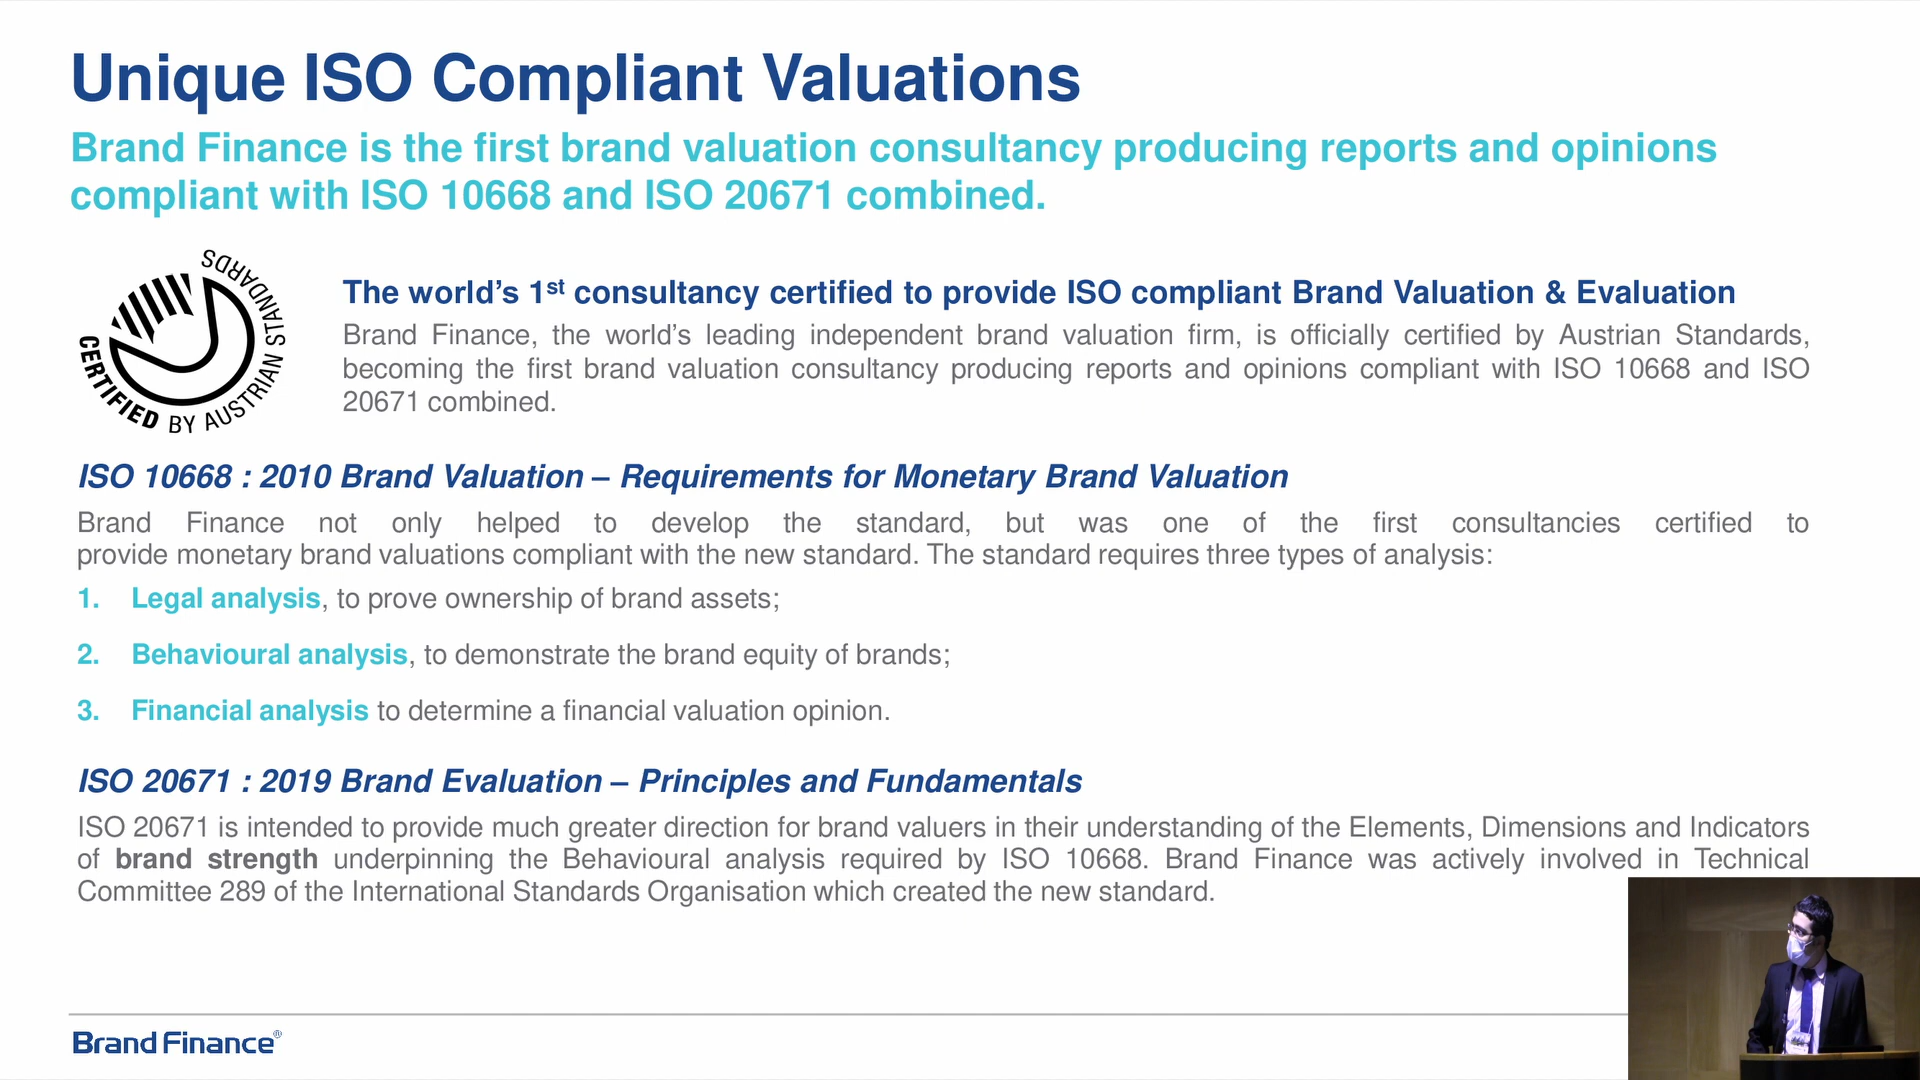 Unique ISO Compliant Valuations
Brand Finance is the first brand valuation consultancy producing reports and opinions
compliant with ISO 10668 and ISO 20671 combined.
CERTIFIED BY AUSTRIAN STANDARDS
The world’s 1st consultancy certified to provide ISO compliant Brand Valuation & Evaluation
Brand Finance, the world’s leading independent brand valuation firm, is officially certified by Austrian Standards,
becoming the first brand valuation consultancy producing reports and opinions compliant with ISO 10668 and ISO
20671 combined.
ISO 10668 : 2010 Brand Valuation – Requirements for Monetary Brand Valuation
Brand Finance not only helped to develop the standard, but was one of the first consultancies certified to
provide monetary brand valuations compliant with the new standard. The standard requires three types of analysis:
1. Legal analysis, to prove ownership of brand assets;
2. Behavioural analysis, to demonstrate the brand equity of brands;
3. Financial analysis to determine a financial valuation opinion.
ISO 20671 : 2019 Brand Evaluation – Principles and Fundamentals
ISO 20671 is intended to provide much greater direction for brand valuers in their understanding of the Elements, Dimensions and Indicators
of brand strength underpinning the Behavioural analysis required by ISO 10668. Brand Finance was actively involved in Technical
Committee 289 of the International Standards Organisation which created the new standard.
Brand Finance®